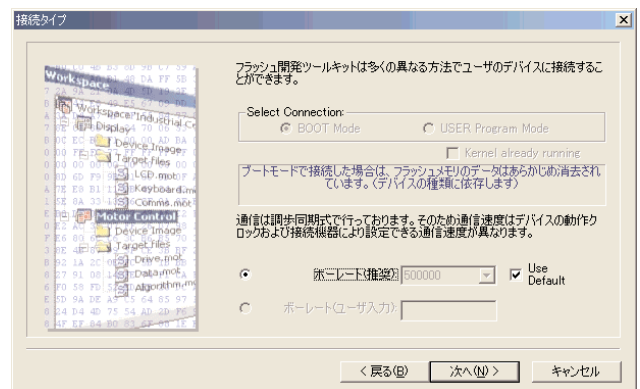 接続タイプ
フラッシュ開発ツールキットは多くの異なる方法でユーザのデバイスに接続するこ
とができます。
Select Connection:
BOOT Mode
USER Program Mode
Kernel already running
ブートモードで接続した場合は、フラッシュメモリのデータはあらかじめ消去され
ています。(デバイスの種類に依存します)
通信は調歩同期式で行っております。そのため通信速度はデバイスの動作ク
ロックおよび接続機器により設定できる通信速度が異なります。
ボーレート(推奨):
500000
Use
Default
ボーレート(ユーザ入力):
Workspace
Workspace:"Industrial Co
Display
Device Image
Target files
LCD.mot
Keyboard.m
Comms.mot
Motor Control
Device Image
Target files
Drive.mot
Data.mot
Algorithm.m
< 戻る(B)
次へ(N) >
キャンセル